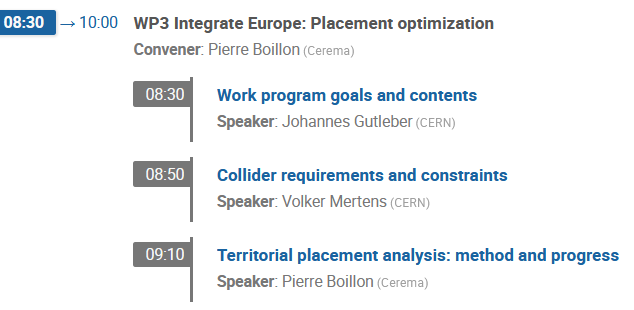 08:30 → 10:00 WP3 Integrate Europe: Placement optimization
Convener: Pierre Boillon (Cerema)
08:30 Work program goals and contents
Speaker: Johannes Gutleber (CERN)
08:50 Collider requirements and constraints
Speaker: Volker Mertens (CERN)
09:10 Territorial placement analysis: method and progress
Speaker: Pierre Boillon (Cerema)